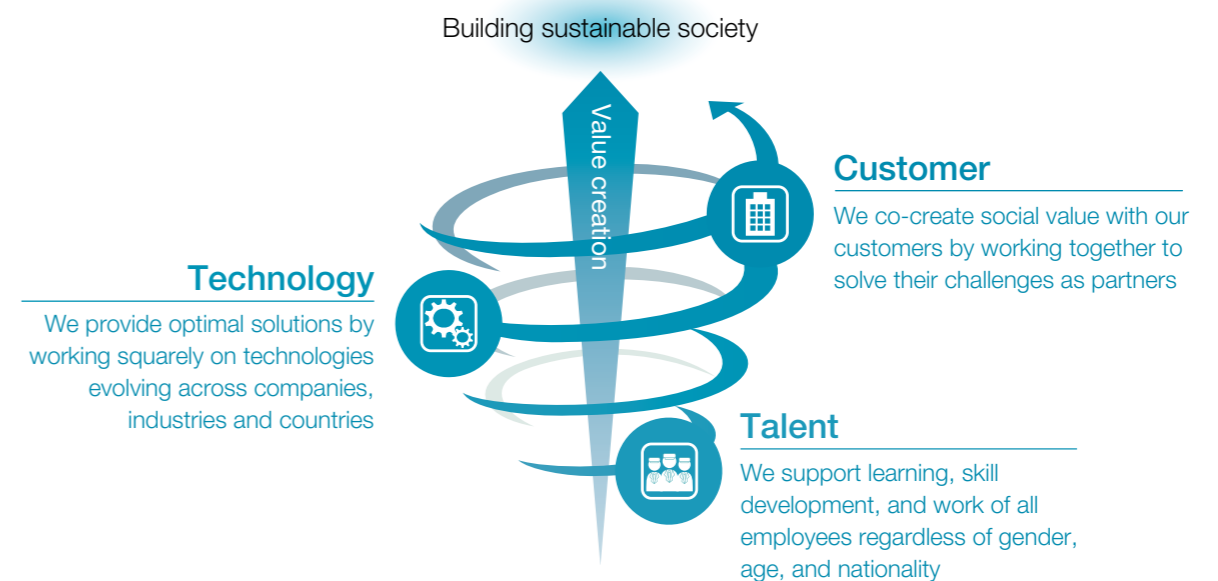 Building sustainable society
Value creation
Customer
We co-create social value with our
customers by working together to
solve their challenges as partners
Technology
We provide optimal solutions by
working squarely on technologies
evolving across companies,
industries and countries
Talent
We support learning, skill
development, and work of all
employees regardless of gender,
age, and nationality